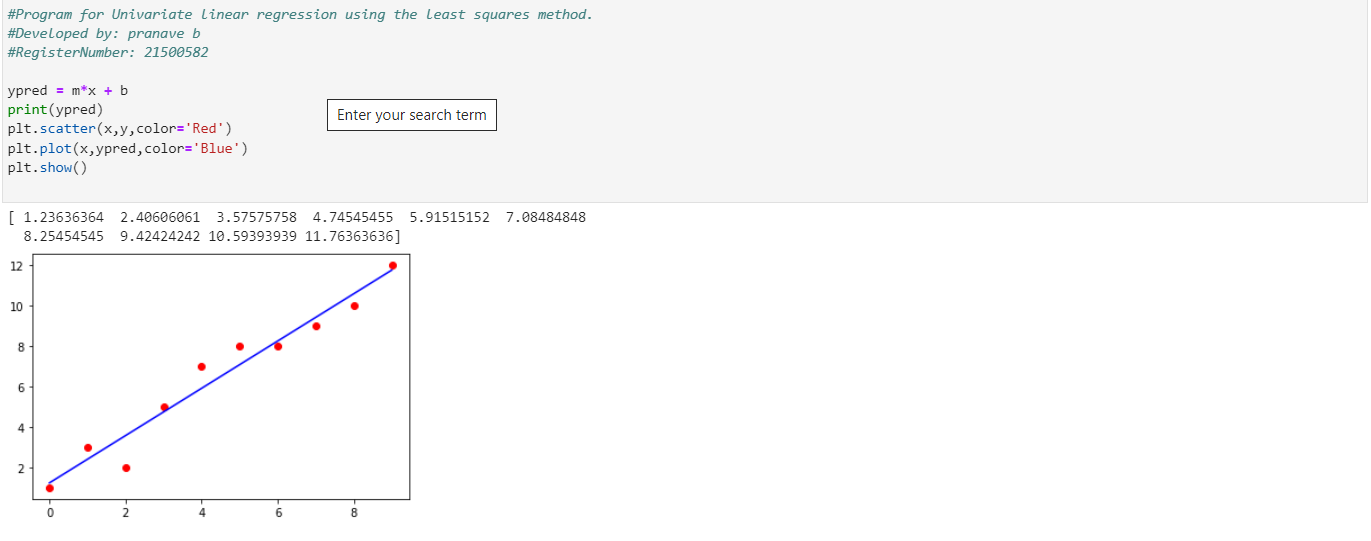 #Program for Univariate linear regression using the least squares method.
#Developed by: pranave b
#RegisterNumber: 21500582
ypred = m*x + b
print(ypred)
Enter your search term
plt.scatter(x,y,color='Red')
plt.plot(x,ypred,color='Blue')
plt.show()
[ 1.23636364 2.40606061 3.57575758 4.74545455 5.91515152 7.08484848
8.25454545 9.42424242 10.59393939 11.76363636]
12
10
8
6
4
2
0 2 4 6 8